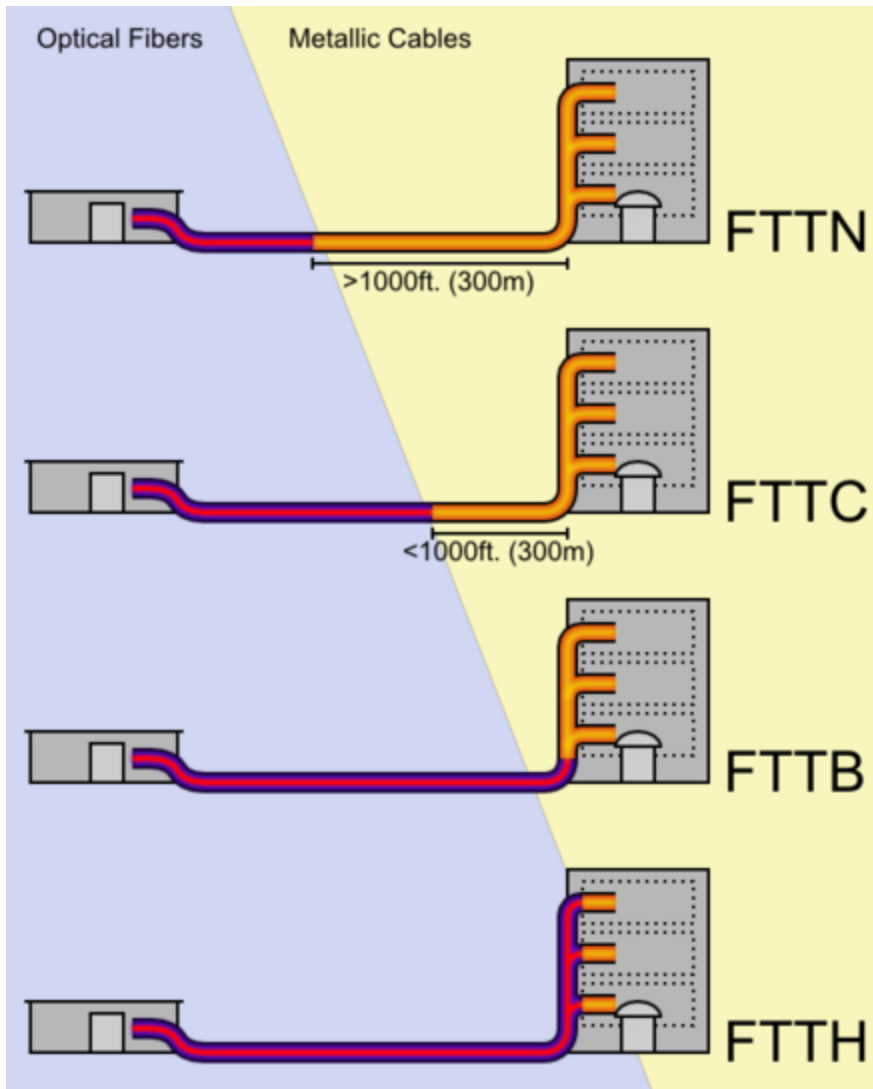 Optical Fibers
Metallic Cables
FTTN
>1000ft. (300m)
FTTC
<1000ft. (300m)
FTTB
FTTH